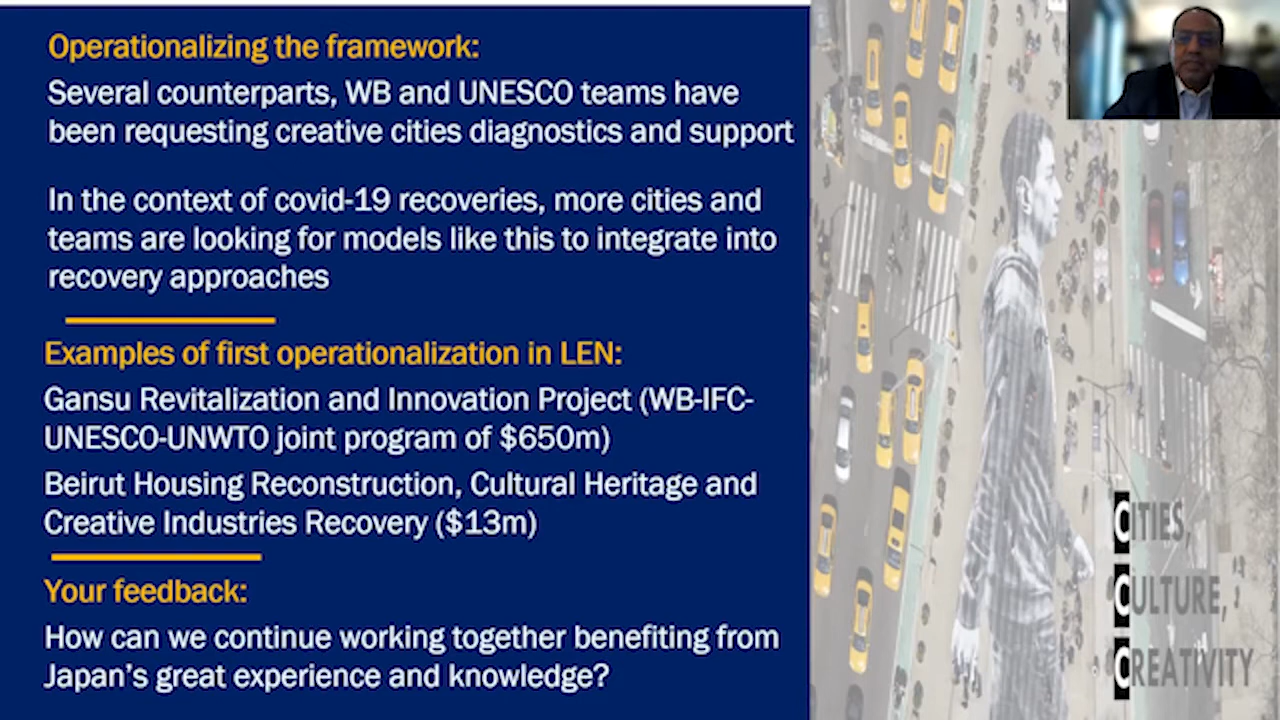 Operationalizing the framework:
Several counterparts, WB and UNESCO teams have
been requesting creative cities diagnostics and support
In the context of covid-19 recoveries, more cities and
teams are looking for models like this to integrate into
recovery approaches
Examples of first operationalization in LEN:
Gansu Revitalization and Innovation Project (WB-IFC-
UNESCO-UNWTO joint program of $650m)
Beirut Housing Reconstruction, Cultural Heritage and
Creative Industries Recovery ($13m)
Your feedback:
How can we continue working together benefiting from
Japan's great experience and knowledge?
CITIES,
CULTURE,
CREATIVITY